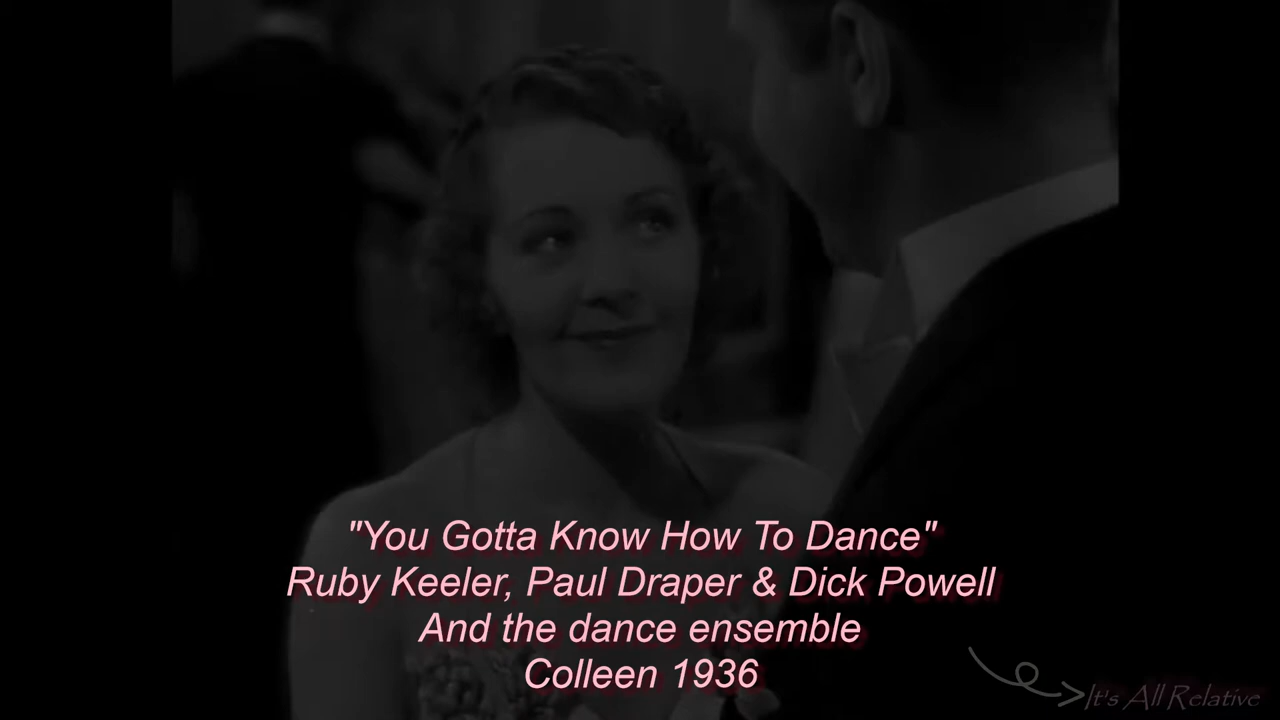 "You Gotta Know How To Dance"
Ruby Keeler, Paul Draper & Dick Powell
And the dance ensemble
Colleen 1936
It's All Relative